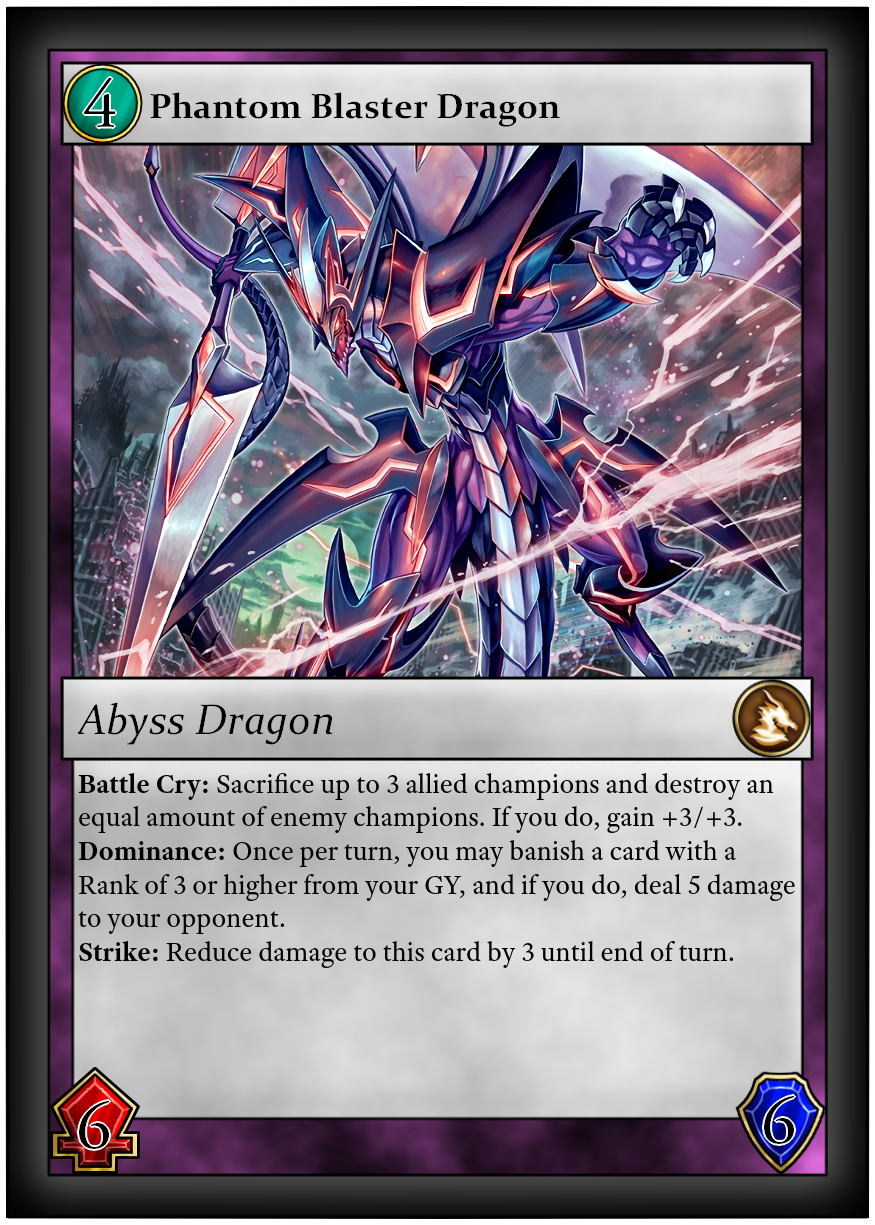 4
Phantom Blaster Dragon
Abyss Dragon
Battle Cry: Sacrifice up to 3 allied champions and destroy an
equal amount of enemy champions. If you do, gain +3/+3.
Dominance: Once per turn, you may banish a card with a
Rank of 3 or higher from your GY, and if you do, deal 5 damage
to your opponent.
Strike: Reduce damage to this card by 3 until end of turn.
6
6